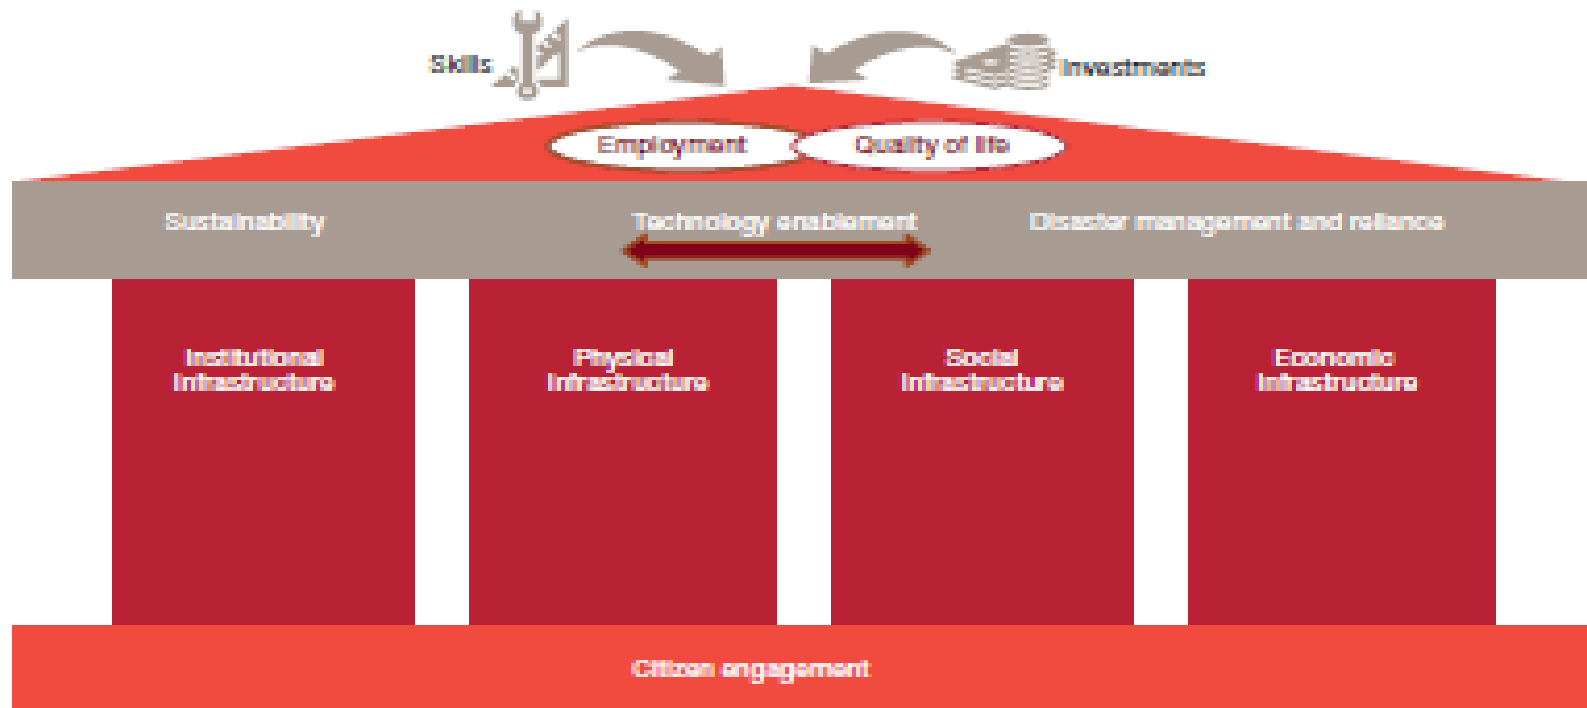 Skills
Investments
Employment
Quality of life
Sustainability
Technology enablement
Disaster management and reliance
Institutional
Infrastructure
Physical
Infrastructure
Social
Infrastructure
Economic
Infrastructure
Citizen engagement